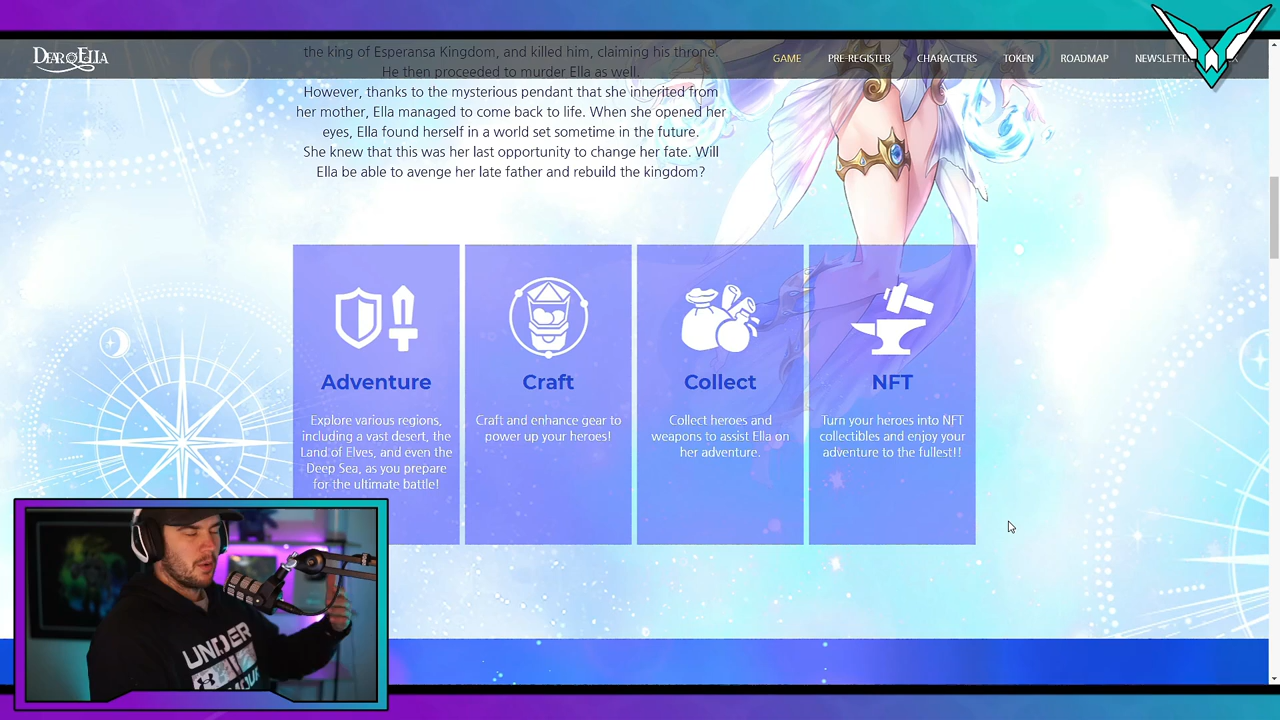 DEAR ELLA
GAME
PRE-REGISTER
CHARACTERS
TOKEN
ROADMAP
NEWSLETTER
the king of Esperansa Kingdom, and killed him, claiming his throne.
He then proceeded to murder Ella as well.
However, thanks to the mysterious pendant that she inherited from
her mother, Ella managed to come back to life. When she opened her
eyes, Ella found herself in a world set sometime in the future.
She knew that this was her last opportunity to change her fate. Will
Ella be able to avenge her late father and rebuild the kingdom?
Adventure
Explore various regions,
including a vast desert, the
Land of Elves, and even the
Deep Sea, as you prepare
for the ultimate battle!
Craft
Craft and enhance gear to
power up your heroes!
Collect
Collect heroes and
weapons to assist Ella on
her adventure.
NFT
Turn your heroes into NFT
collectibles and enjoy your
adventure to the fullest!!
UNDER